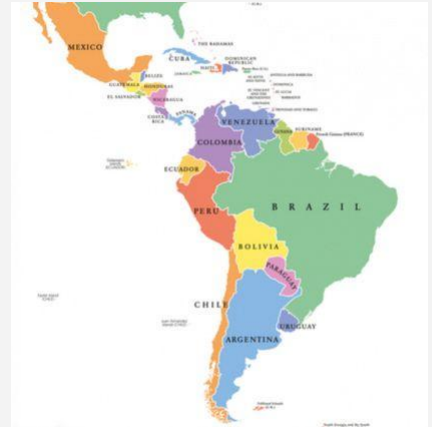 MEXICO
THE BAHAMAS
CUBA
DOMINICAN
REPUBLIC
HAITI
JAMAICA
BELIZE
GUATEMALA
HONDURAS
EL SALVADOR
NICARAGUA
COSTA
RICA
PANAMA
VENEZUELA
GUYANA
SURINAME
French Guiana (FRANCE)
COLOMBIA
ECUADOR
PERU
BRAZIL
BOLIVIA
PARAGUAY
CHILE
URUGUAY
ARGENTINA